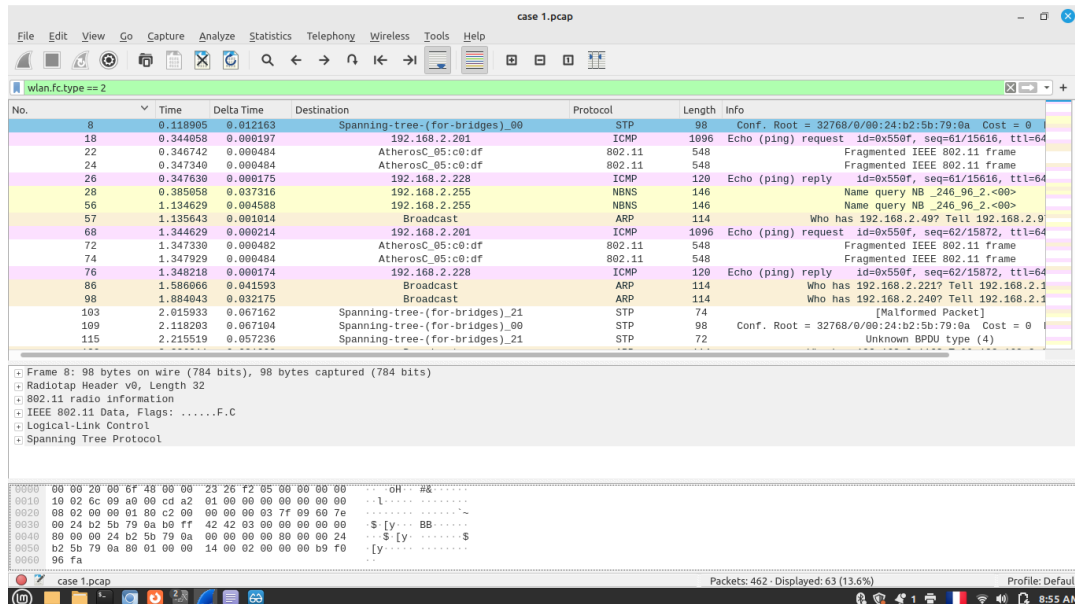 case 1.pcap
File Edit View Go Capture Analyze Statistics Telephony Wireless Tools Help
wlan.fc.type == 2
No. Time Delta Time Destination Protocol Length Info
8 0.118905 0.012163 Spanning-tree-(for-bridges)_00 STP 98 Conf. Root = 32768/0/00:24:b2:5b:79:0a Cost = 0
18 0.344058 0.000197 192.168.2.201 ICMP 1096 Echo (ping) request id=0x550f, seq=61/15616, ttl=64
22 0.346742 0.000484 AtherosC_05:c0:df 802.11 548 Fragmented IEEE 802.11 frame
24 0.347340 0.000484 AtherosC_05:c0:df 802.11 548 Fragmented IEEE 802.11 frame
26 0.347630 0.000175 192.168.2.228 ICMP 120 Echo (ping) reply id=0x550f, seq=61/15616, ttl=64
28 0.385058 0.037316 192.168.2.255 NBNS 146 Name query NB _246_96_2.<00>
56 1.134629 0.004588 192.168.2.255 NBNS 146 Name query NB _246_96_2.<00>
57 1.135643 0.001014 Broadcast ARP 114 Who has 192.168.2.49? Tell 192.168.2.9
68 1.344629 0.000214 192.168.2.201 ICMP 1096 Echo (ping) request id=0x550f, seq=62/15872, ttl=64
72 1.347330 0.000482 AtherosC_05:c0:df 802.11 548 Fragmented IEEE 802.11 frame
74 1.347929 0.000484 AtherosC_05:c0:df 802.11 548 Fragmented IEEE 802.11 frame
76 1.348218 0.000174 192.168.2.228 ICMP 120 Echo (ping) reply id=0x550f, seq=62/15872, ttl=64
86 1.586066 0.041593 Broadcast ARP 114 Who has 192.168.2.221? Tell 192.168.2.1
98 1.884043 0.032175 Broadcast ARP 114 Who has 192.168.2.240? Tell 192.168.2.1
103 2.015933 0.067162 Spanning-tree-(for-bridges)_21 STP 74 [Malformed Packet]
109 2.118203 0.067104 Spanning-tree-(for-bridges)_00 STP 98 Conf. Root = 32768/0/00:24:b2:5b:79:0a Cost = 0
115 2.215519 0.057236 Spanning-tree-(for-bridges)_21 STP 72 Unknown BPDU type (4)
Frame 8: 98 bytes on wire (784 bits), 98 bytes captured (784 bits)
Radiotap Header v0, Length 32
802.11 radio information
IEEE 802.11 Data, Flags: ......F.C
Logical-Link Control
Spanning Tree Protocol
0000 00 00 20 00 6f 48 00 00 23 26 f2 05 00 00 00 00 ·· ·oH·· #&······
0010 10 02 6c 09 a0 00 cd a2 01 00 00 00 00 00 00 00 ··l····· ········
0020 08 02 00 00 01 80 c2 00 00 00 00 03 7f 09 60 7e ········ ······`~
0030 00 24 b2 5b 79 0a b0 ff 42 42 03 00 00 00 00 00 ·$·[y··· BB······
0040 80 00 00 24 b2 5b 79 0a 00 00 00 00 80 00 00 24 ···$·[y· ·······$
0050 b2 5b 79 0a 80 01 00 00 14 00 02 00 00 00 b9 f0 ·[y····· ········
0060 96 fa ··
case 1.pcap Packets: 462 · Displayed: 63 (13.6%) Profile: Defaul
1 8:55 AM